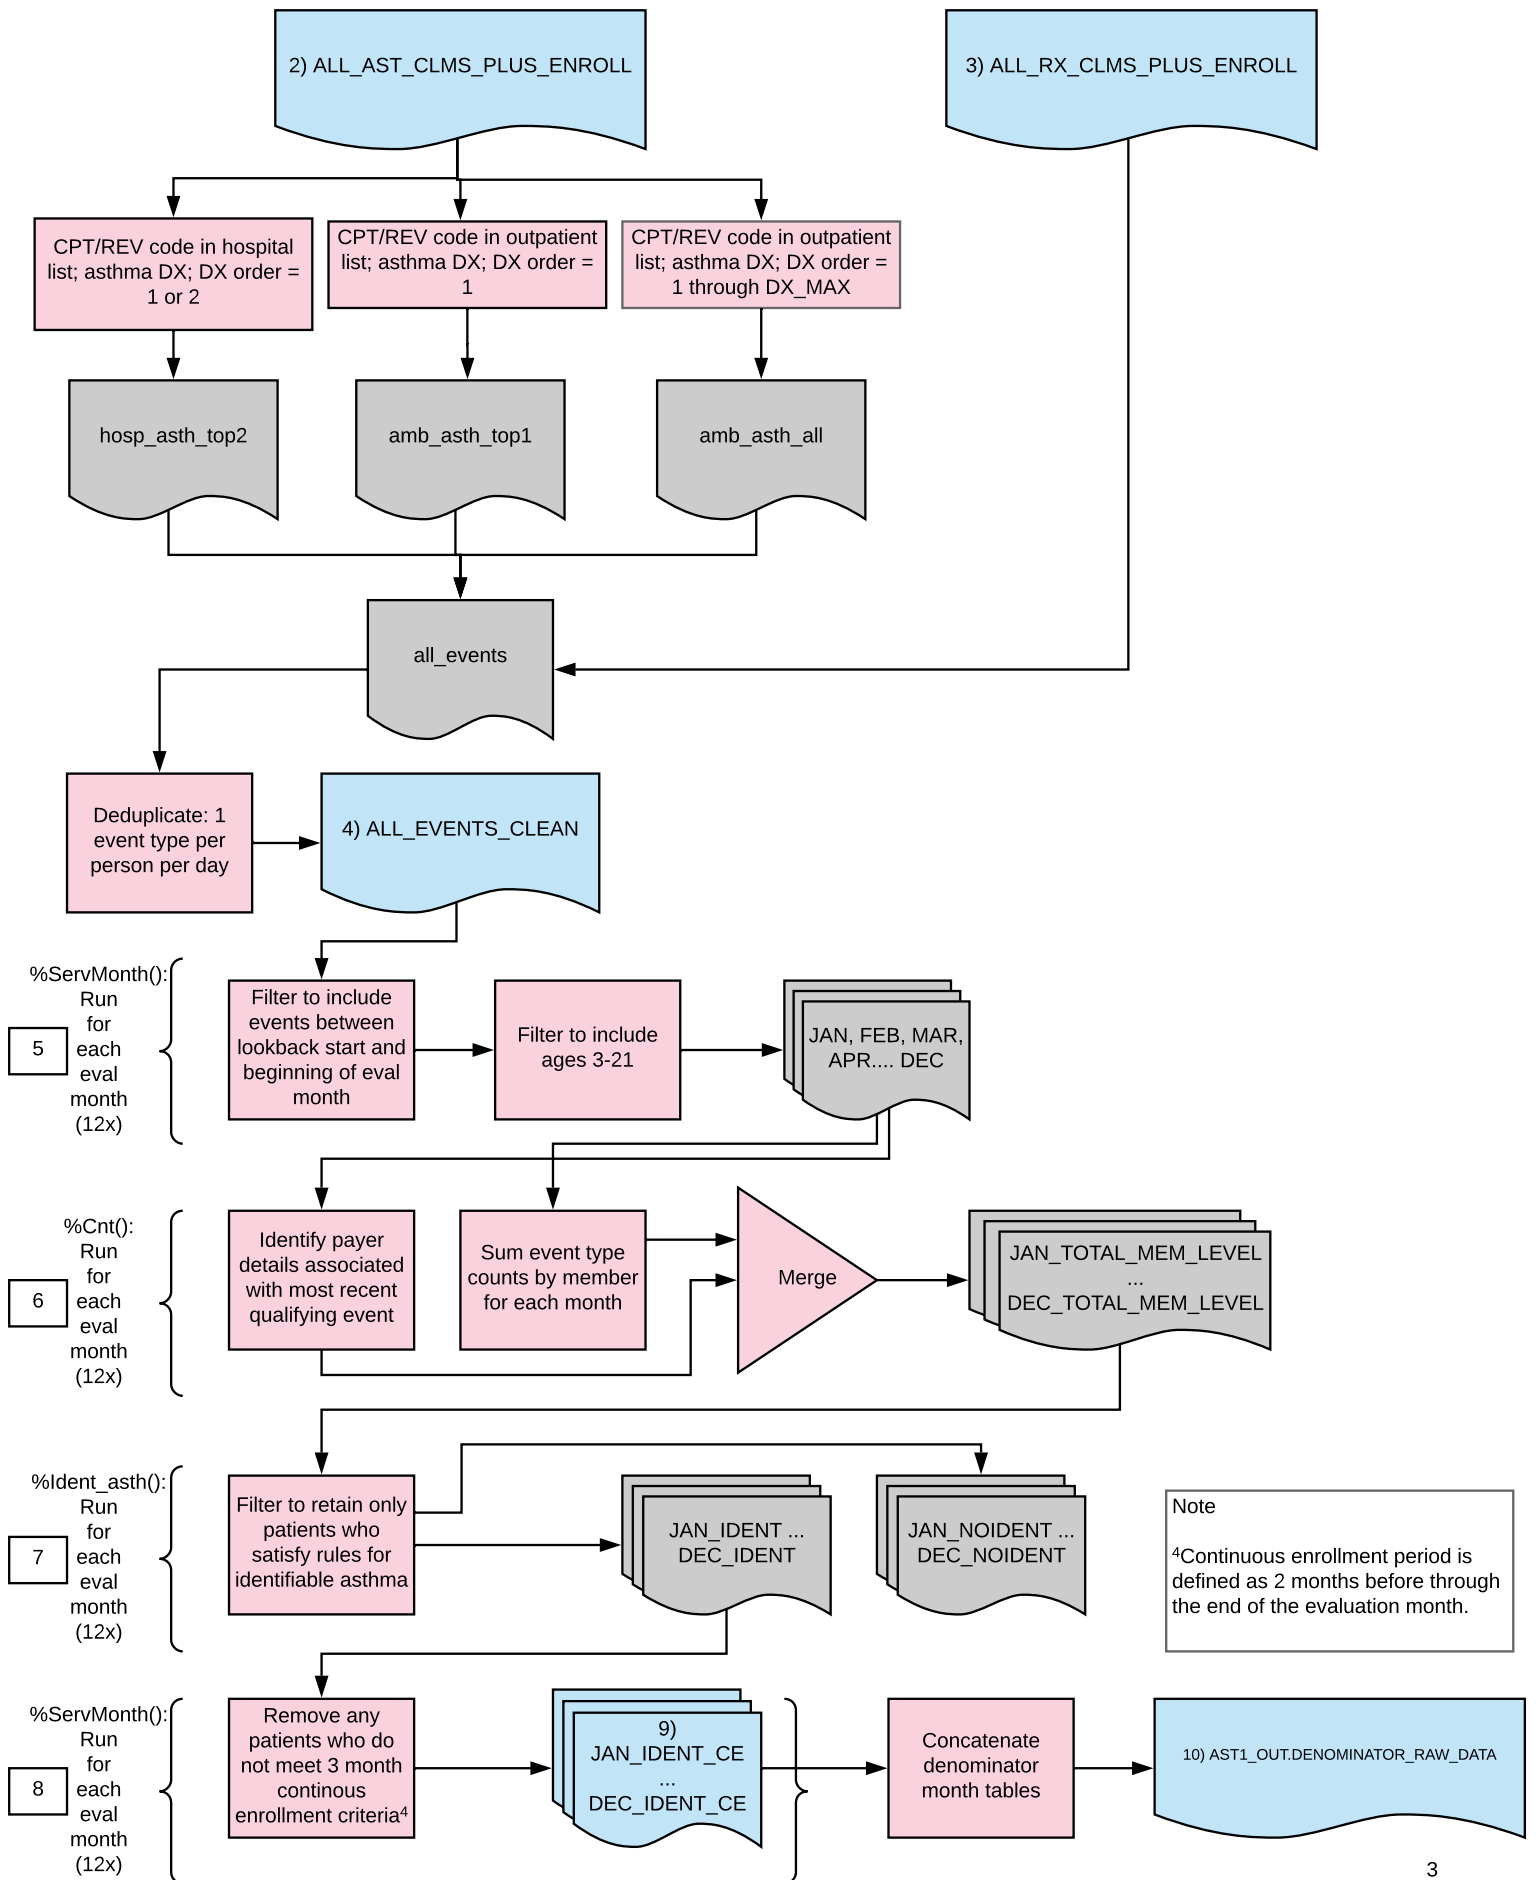 2) ALL_AST_CLMS_PLUS_ENROLL
3) ALL_RX_CLMS_PLUS_ENROLL
CPT/REV code in hospital
list; asthma DX; DX order =
1 or 2
CPT/REV code in outpatient
list; asthma DX; DX order =
1
CPT/REV code in outpatient
list; asthma DX; DX order =
1 through DX_MAX
hosp_asth_top2
amb_asth_top1
amb_asth_all
all_events
Deduplicate: 1
event type per
person per day
4) ALL_EVENTS_CLEAN
5
%ServMonth():
Run
for
each
eval
month
(12x)
Filter to include
events between
lookback start and
beginning of eval
month
Filter to include
ages 3-21
JAN, FEB, MAR,
APR.... DEC
6
%Cnt():
Run
for
each
eval
month
(12x)
Identify payer
details associated
with most recent
qualifying event
Sum event type
counts by member
for each month
Merge
JAN_TOTAL_MEM_LEVEL
...
DEC_TOTAL_MEM_LEVEL
7
%Ident_asth():
Run
for
each
eval
month
(12x)
Filter to retain only
patients who
satisfy rules for
identifiable asthma
JAN_IDENT ...
DEC_IDENT
JAN_NOIDENT ...
DEC_NOIDENT
Note
⁴Continuous enrollment period is
defined as 2 months before through
the end of the evaluation month.
8
%ServMonth():
Run
for
each
eval
month
(12x)
Remove any
patients who do
not meet 3 month
continous
enrollment criteria⁴
9)
JAN_IDENT_CE
...
DEC_IDENT_CE
Concatenate
denominator
month tables
10) AST1_OUT.DENOMINATOR_RAW_DATA
3